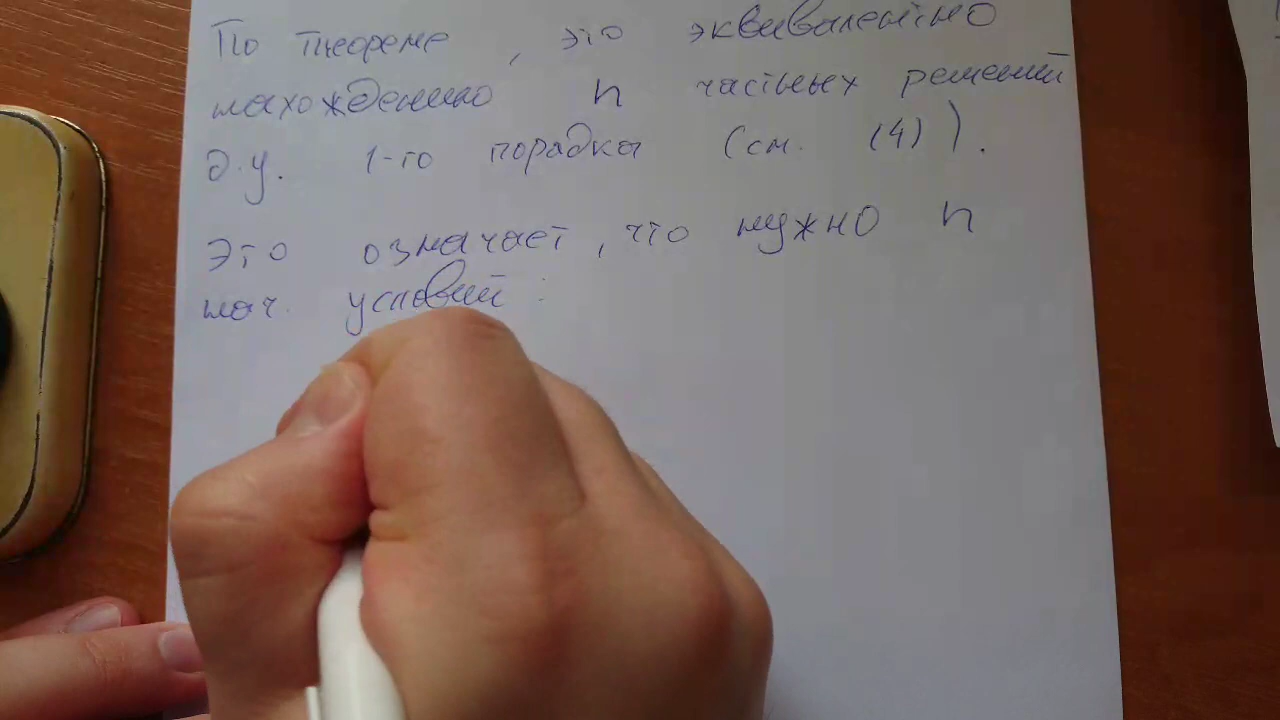 По теореме, это эквивалентно
нахождению n частных решений
д.у. 1-го порядка (см. (4)).
Это означает, что нужно n
нач. условий: